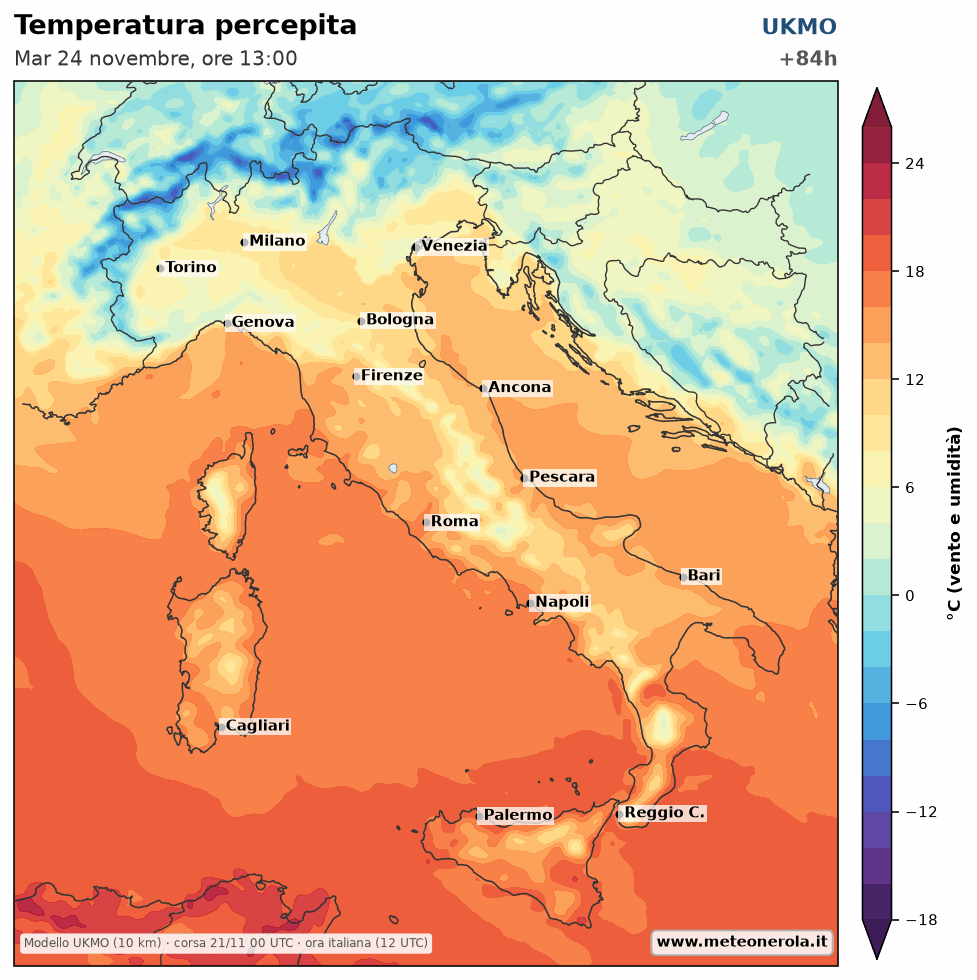 Temperatura percepita
UKMO
Mar 24 novembre, ore 13:00
+84h
Milano
Venezia
Torino
Genova
Bologna
Firenze
Ancona
Pescara
Roma
Bari
Napoli
Cagliari
Palermo
Reggio C.
24
18
12
6
0
−6
−12
−18
°C (vento e umidità)
Modello UKMO (10 km) · corsa 21/11 00 UTC · ora italiana (12 UTC)
www.meteonerola.it